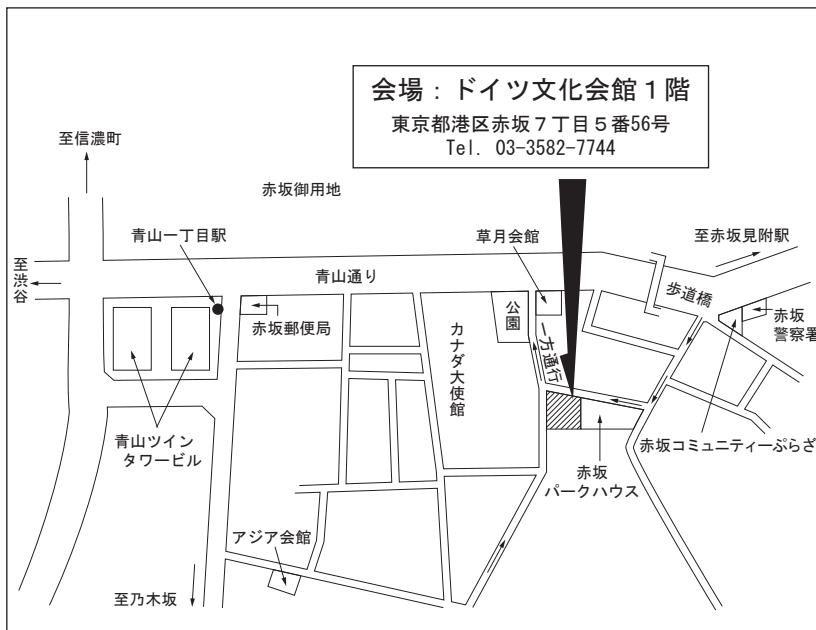 会場：ドイツ文化会館１階
東京都港区赤坂７丁目５番56号
Tel. 03-3582-7744
至信濃町
赤坂御用地
青山一丁目駅
草月会館
至赤坂見附駅
至渋谷
青山通り
歩道橋
赤坂郵便局
公園
赤坂
警察署
カナダ大使館
一方通行
青山ツイン
タワービル
赤坂コミュニティーぷらざ
赤坂
パークハウス
アジア会館
至乃木坂